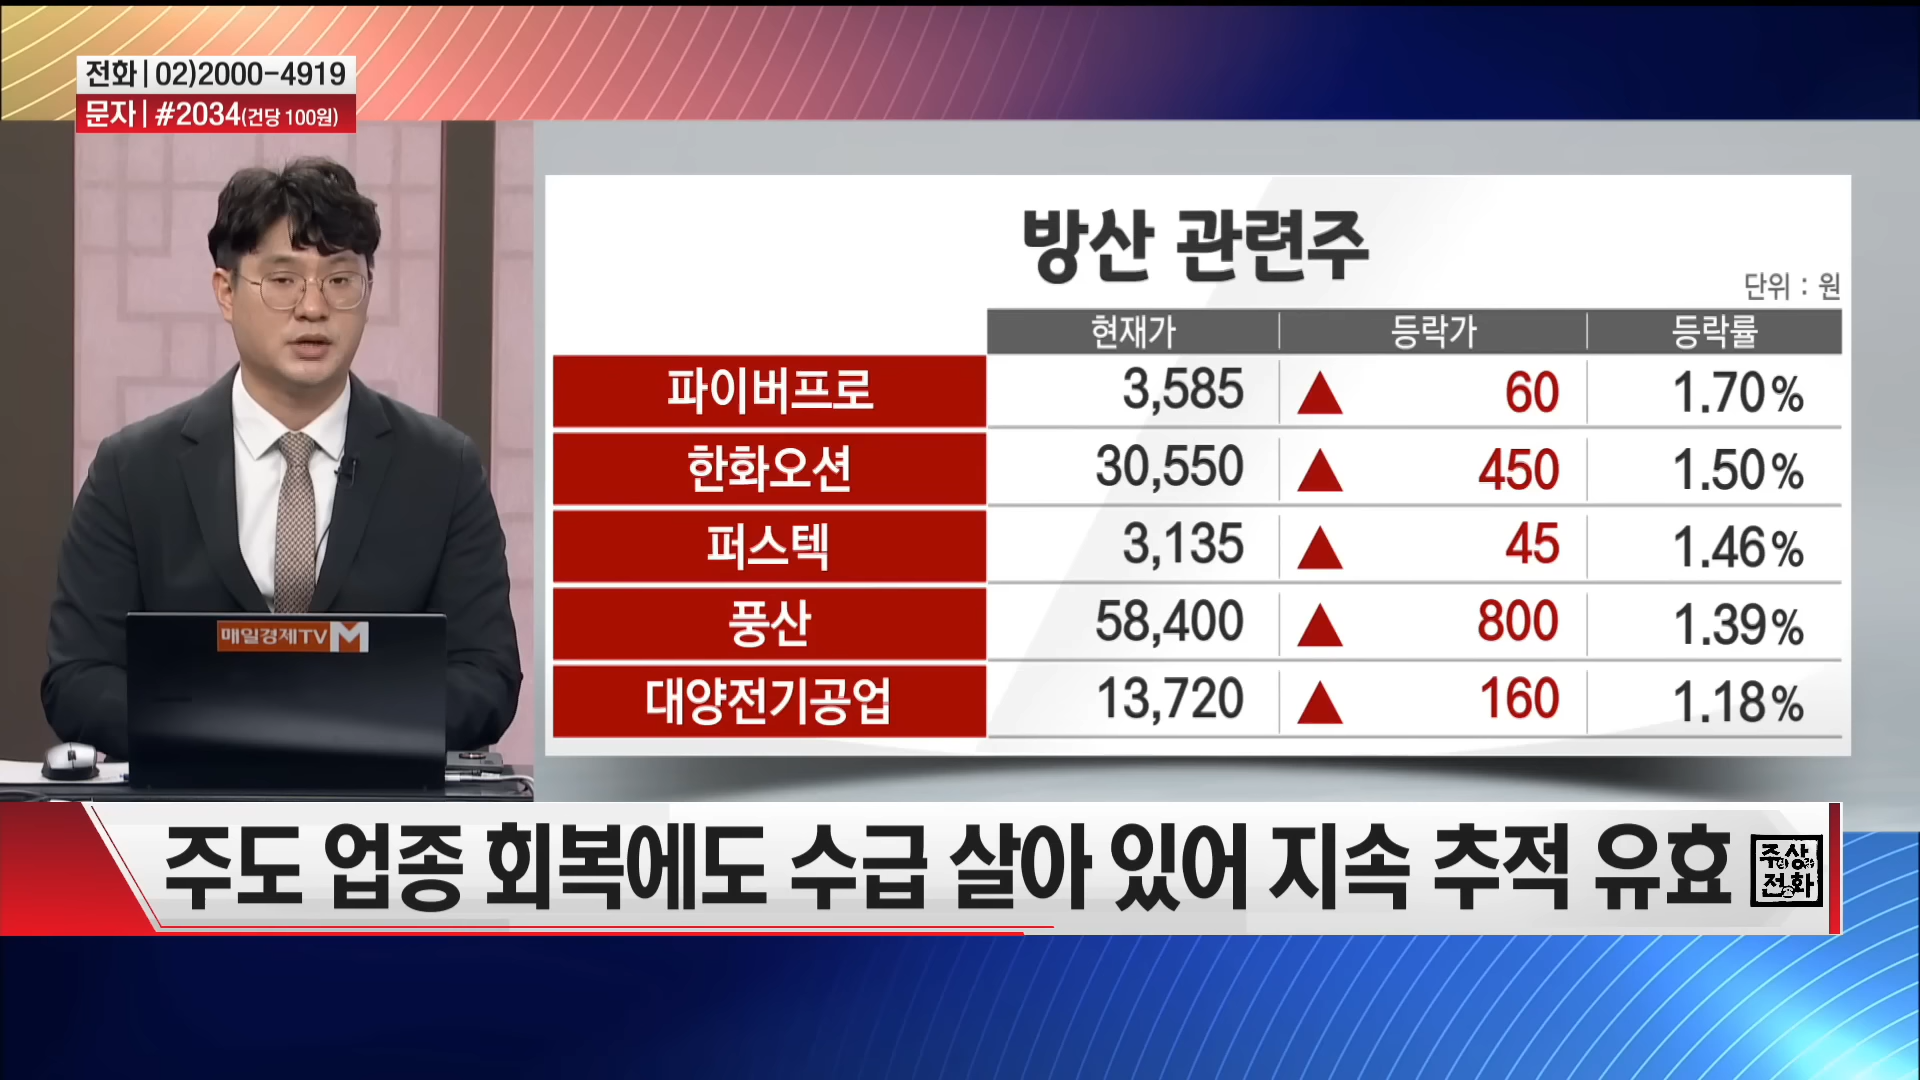 전화 | 02)2000-4919
문자 | #2034(건당 100원)
방산 관련주
단위 : 원
현재가 등락가 등락률
파이버프로 3,585 ▲ 60 1.70%
한화오션 30,550 ▲ 450 1.50%
퍼스텍 3,135 ▲ 45 1.46%
풍산 58,400 ▲ 800 1.39%
대양전기공업 13,720 ▲ 160 1.18%
매일경제TV M
주도 업종 회복에도 수급 살아 있어 지속 추적 유효
주상
전화